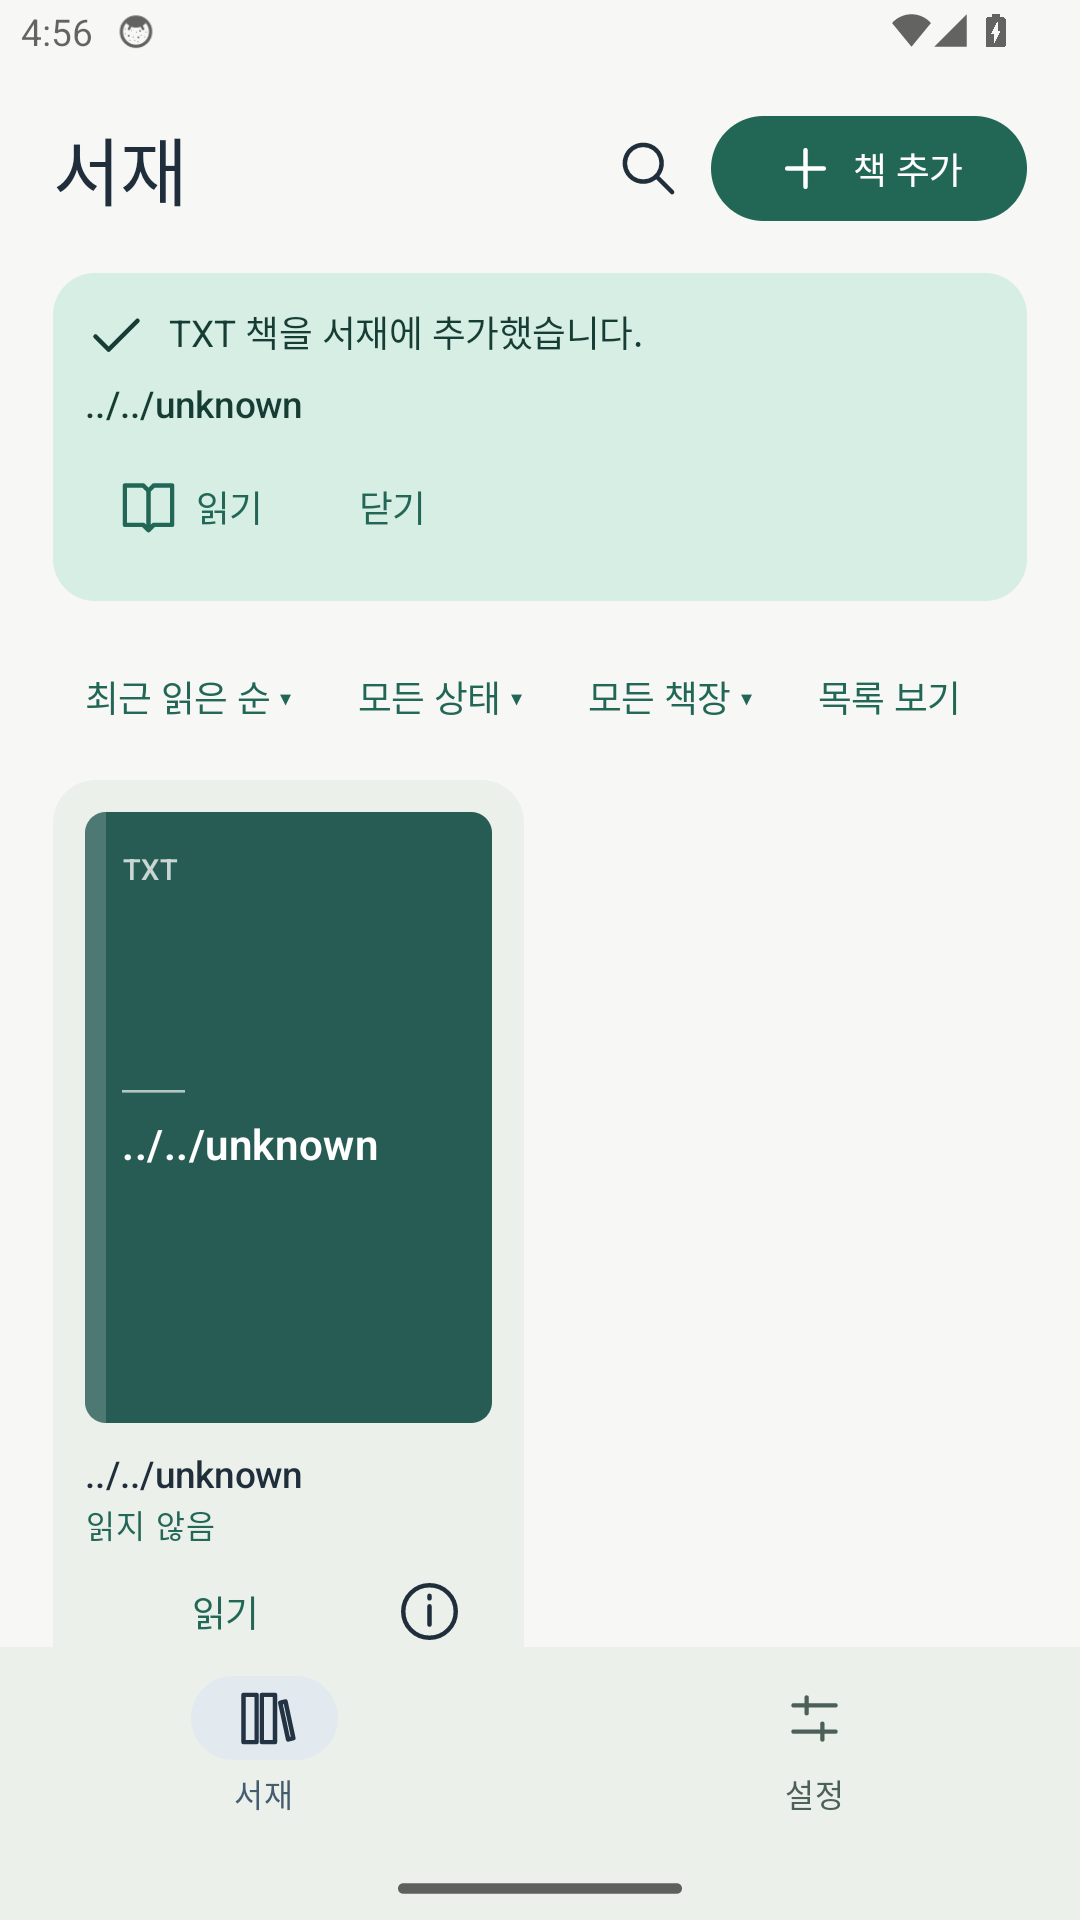 4:56
서재
책 추가
TXT 책을 서재에 추가했습니다.
../../unknown
읽기 닫기
최근 읽은 순 ▾ 모든 상태 ▾ 모든 책장 ▾ 목록 보기
TXT
../../unknown
../../unknown
읽지 않음
읽기
서재 설정